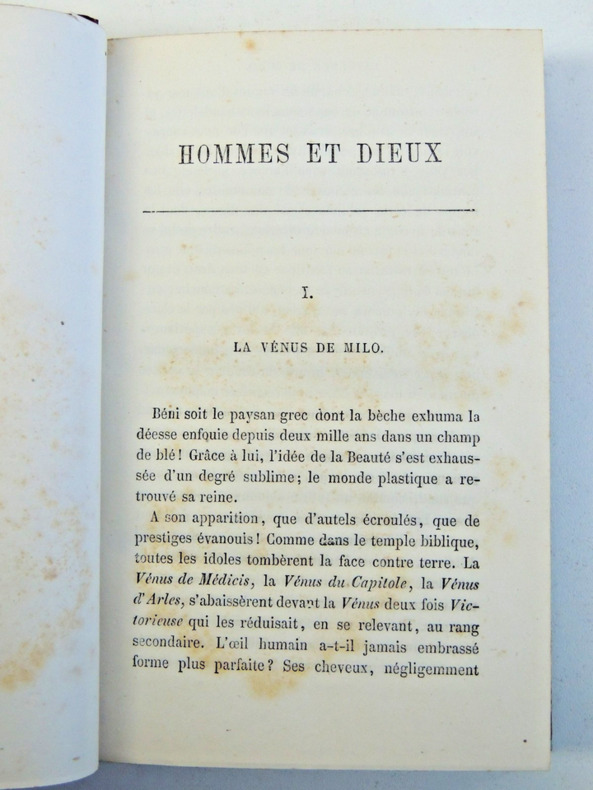 HOMMES ET DIEUX
I.
LA VÉNUS DE MILO.
Béni soit le paysan grec dont la bèche exhuma la
déesse enfouie depuis deux mille ans dans un champ
de blé! Grâce à lui, l'idée de la Beauté s'est exhaus-
sée d'un degré sublime; le monde plastique a re-
trouvé sa reine.
A son apparition, que d'autels écroulés, que de
prestiges évanouis! Comme dans le temple biblique,
toutes les idoles tombèrent la face contre terre. La
Vénus de Médicis, la Vénus du Capitole, la Vénus
d'Arles, s'abaissèrent devant la Vénus deux fois Vic-
torieuse qui les réduisait, en se relevant, au rang
secondaire. L'œil humain a-t-il jamais embrassé
forme plus parfaite? Ses cheveux, négligemment